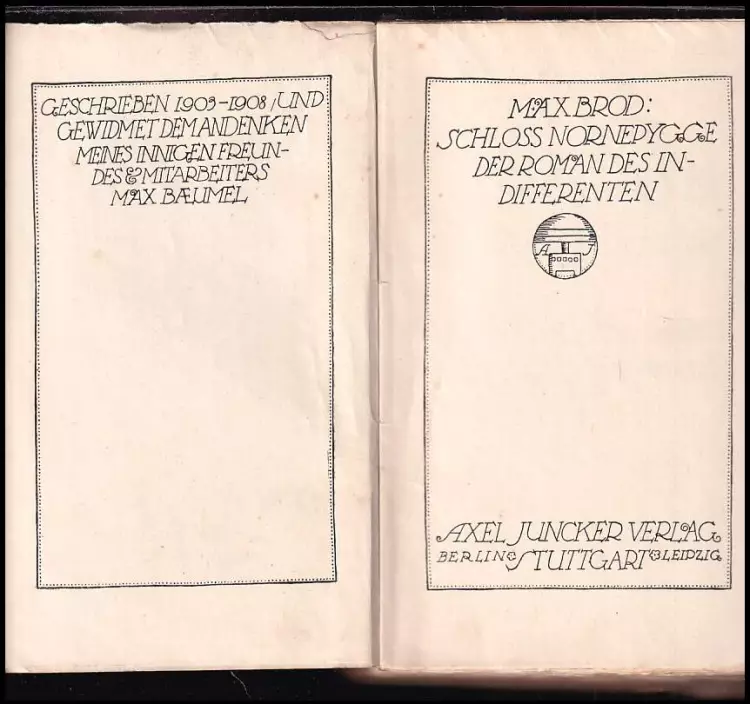 GESCHRIEBEN 1903-1908/UND
GEWIDMET DEM ANDENKEN
MEINES INNIGEN FREUN-
DES & MITARBEITERS
MAX BÆUMEL
MAX BROD:
SCHLOSS NORNEPYGGE
DER ROMAN DES IN-
DIFFERENTEN
A J
AXEL JUNCKER VERLAG
BERLIN STUTTGART LEIPZIG